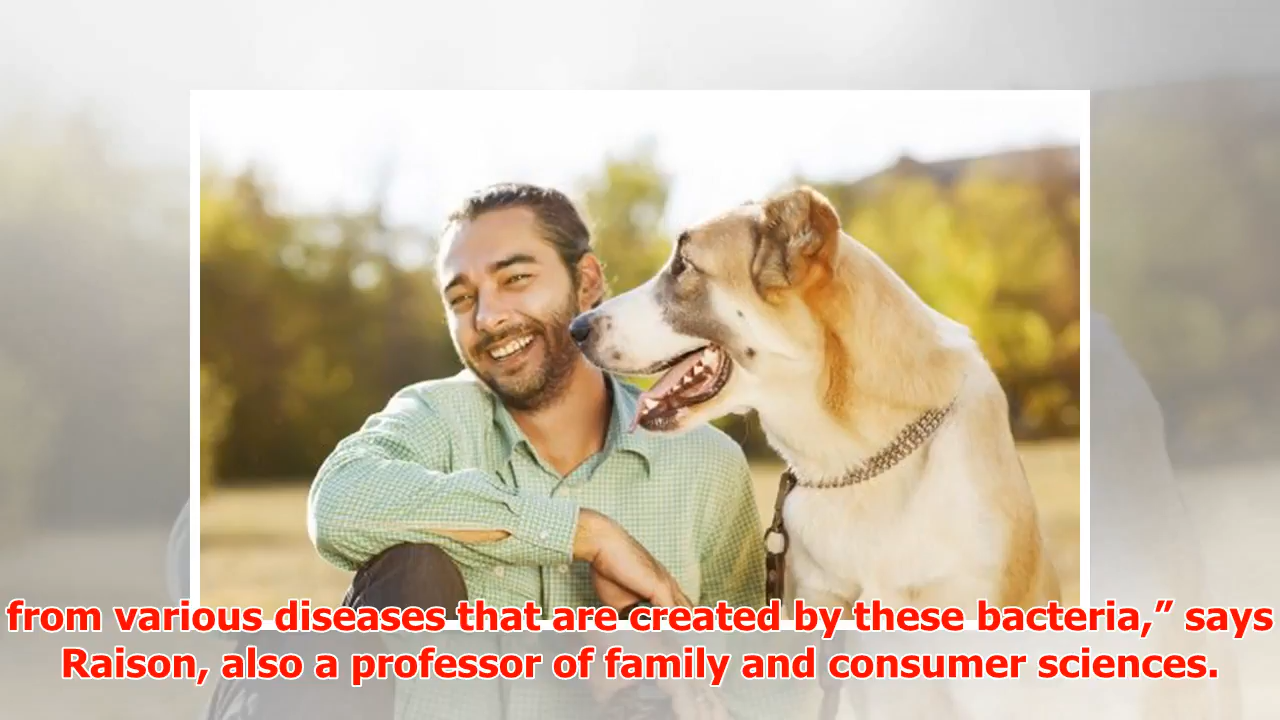 from various diseases that are created by these bacteria,” says
Raison, also a professor of family and consumer sciences.